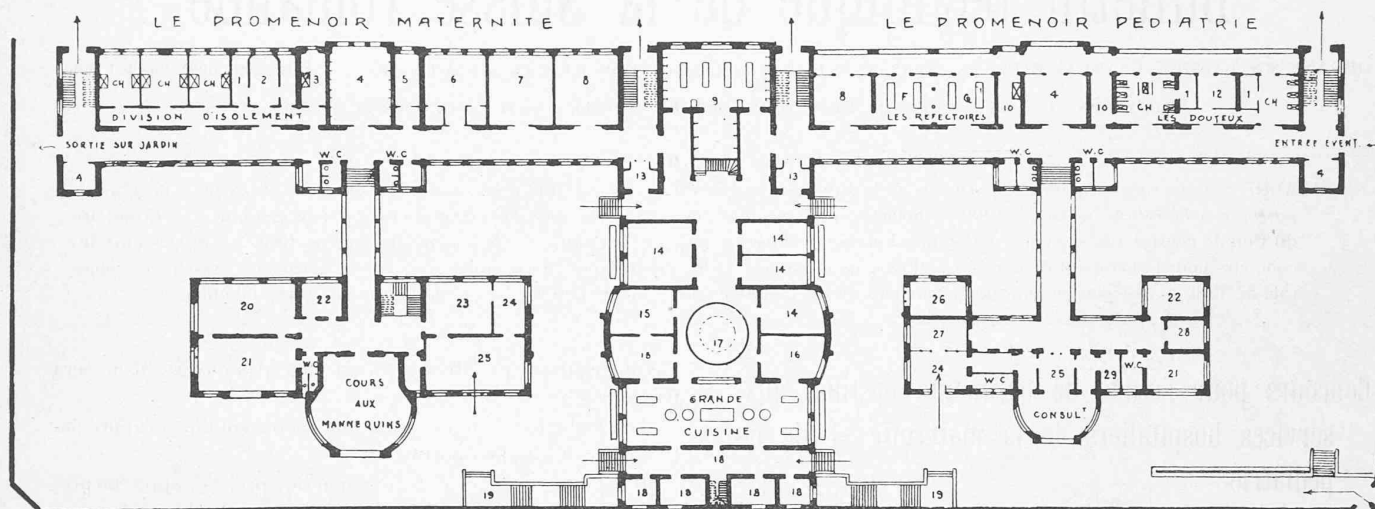 LE PROMENOIR MATERNITÉ
LE PROMENOIR PEDIATRIE
CH CH CH 1 2 3 4 5 6 7 8
DIVISION D'ISOLEMENT
9
8 F G 10 4 10 CH 1 12 1 CH
LES REFECTOIRES
LES DOUTEUX
SORTIE SUR JARDIN
ENTRÉE EVENT.
W.C W.C
W.C W.C
4
13 13
4
14 14
14
20 22 23 24
15 17 14
26 22
21 25
16 16
27 28
W.C
24 W.C 25 29 W.C 21
COURS
AUX
MANNEQUINS
GRANDE
CUISINE
CONSULT
18
19 18 18 18 18 19